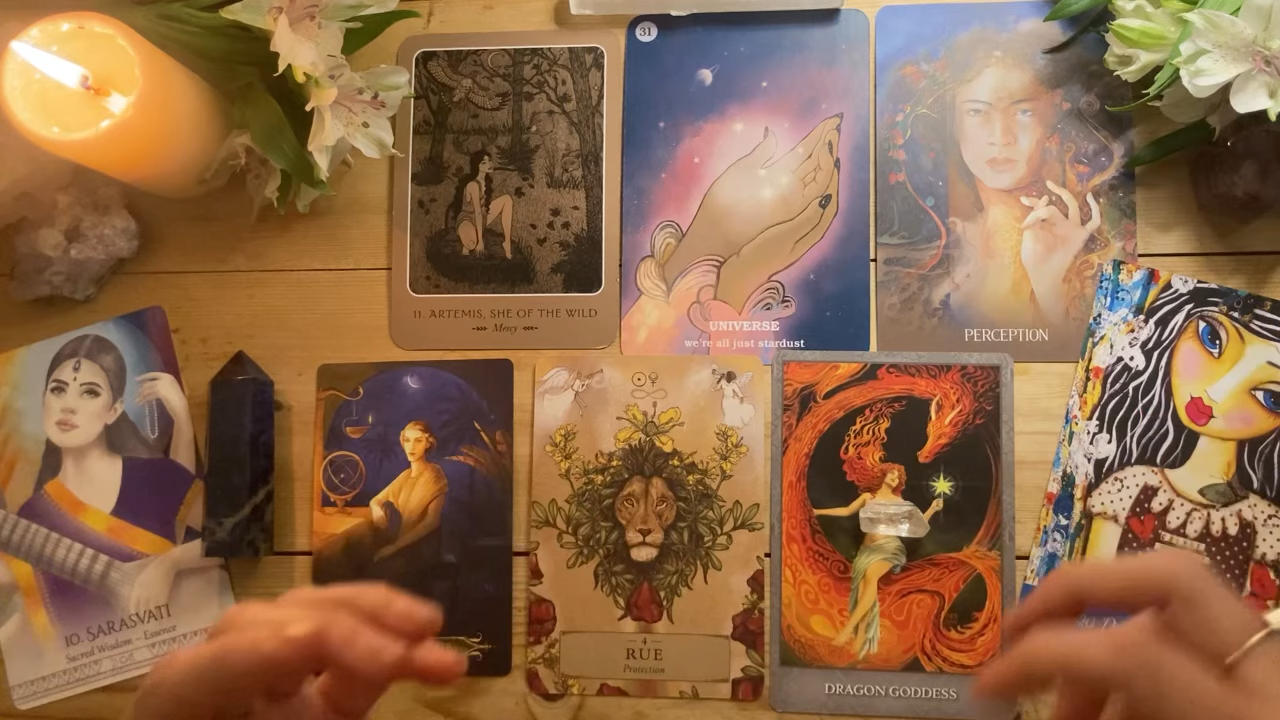 31
11. ARTEMIS, SHE OF THE WILD
Mercy
UNIVERSE
we're all just stardust
PERCEPTION
10. SARASVATI
Sacred Wisdom ~ Essence
4
RUE
Protection
DRAGON GODDESS